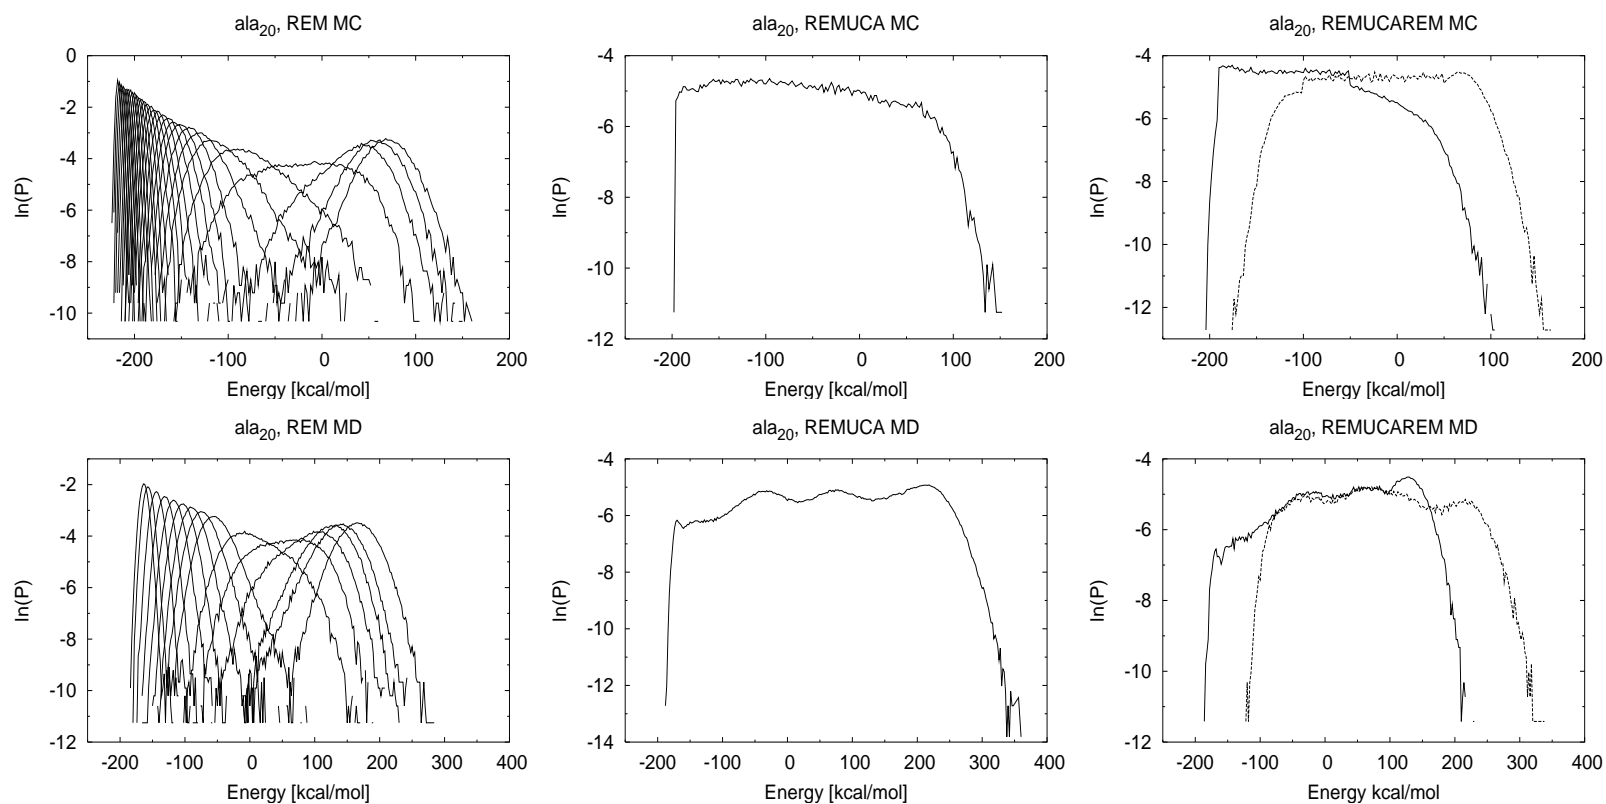 ala20, REM MC
ln(P)
0
-2
-4
-6
-8
-10
-200 -100 0 100 200
Energy [kcal/mol]
ala20, REMUCA MC
ln(P)
-4
-6
-8
-10
-12
-200 -100 0 100 200
Energy [kcal/mol]
ala20, REMUCAREM MC
ln(P)
-4
-6
-8
-10
-12
-200 -100 0 100 200
Energy [kcal/mol]
ala20, REM MD
ln(P)
-2
-4
-6
-8
-10
-12
-200 -100 0 100 200 300 400
Energy [kcal/mol]
ala20, REMUCA MD
ln(P)
-4
-6
-8
-10
-12
-14
-200 -100 0 100 200 300 400
Energy [kcal/mol]
ala20, REMUCAREM MD
ln(P)
-4
-6
-8
-10
-12
-200 -100 0 100 200 300 400
Energy kcal/mol